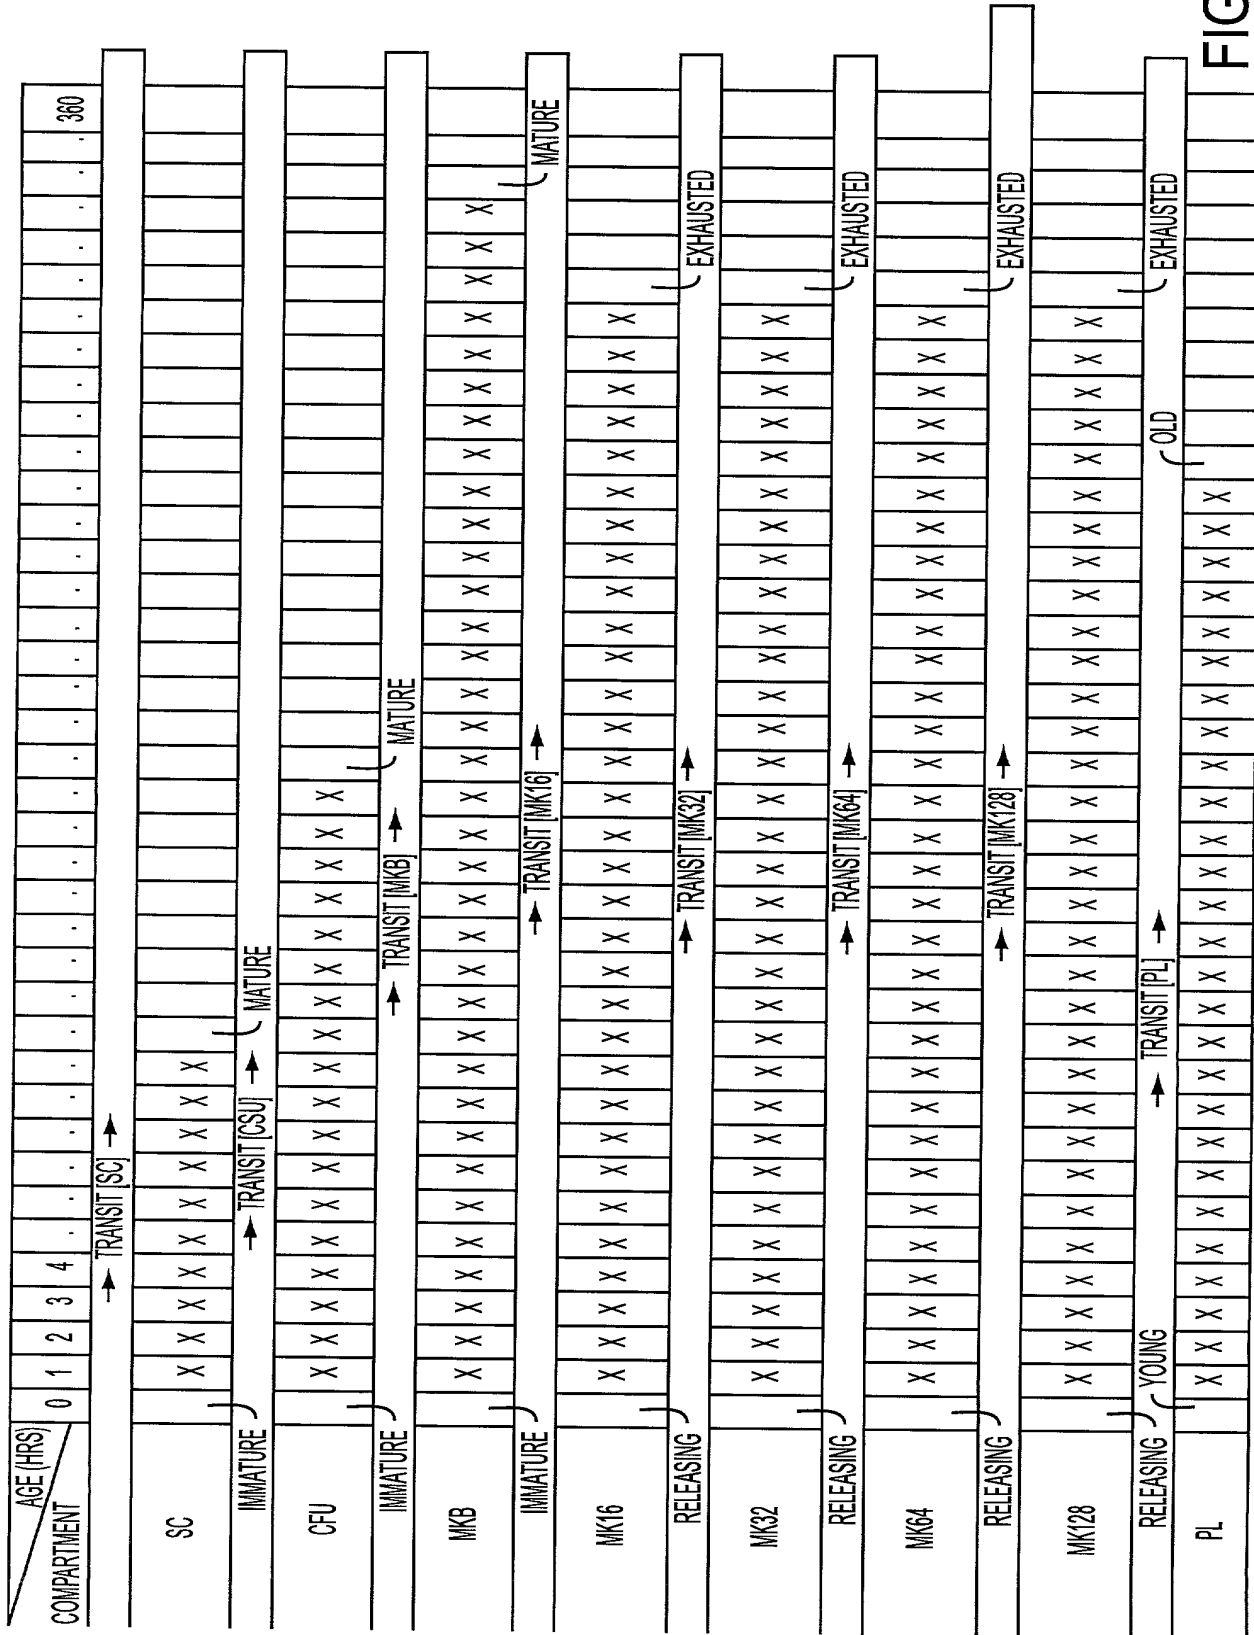 AGE (HRS)
COMPARTMENT 0 1 2 3 4 . . . . . . . . . . . . . . . . . . . . . . . . . . . . . . . . . 360
→ TRANSIT [SC] →
SC X X X X X X X X X X
IMMATURE → TRANSIT [CSU] → MATURE
CFU X X X X X X X X X X X X X X X X X X
IMMATURE → TRANSIT [MKB] → MATURE
MKB X X X X X X X X X X X X X X X X X X X X X X X X X X X X X X X X X X X
IMMATURE → TRANSIT [MK16] → MATURE
MK16 X X X X X X X X X X X X X X X X X X X X X X X X X X X X X X X X
RELEASING → TRANSIT [MK32] → EXHAUSTED
MK32 X X X X X X X X X X X X X X X X X X X X X X X X X X X X X X X X
RELEASING → TRANSIT [MK64] → EXHAUSTED
MK64 X X X X X X X X X X X X X X X X X X X X X X X X X X X X X X X X
RELEASING → TRANSIT [MK128] → EXHAUSTED
MK128 X X X X X X X X X X X X X X X X X X X X X X X X X X X X X X X X
RELEASING YOUNG → TRANSIT [PL] → OLD EXHAUSTED
PL X X X X X X X X X X X X X X X X X X X X X X X X X X X
FIG